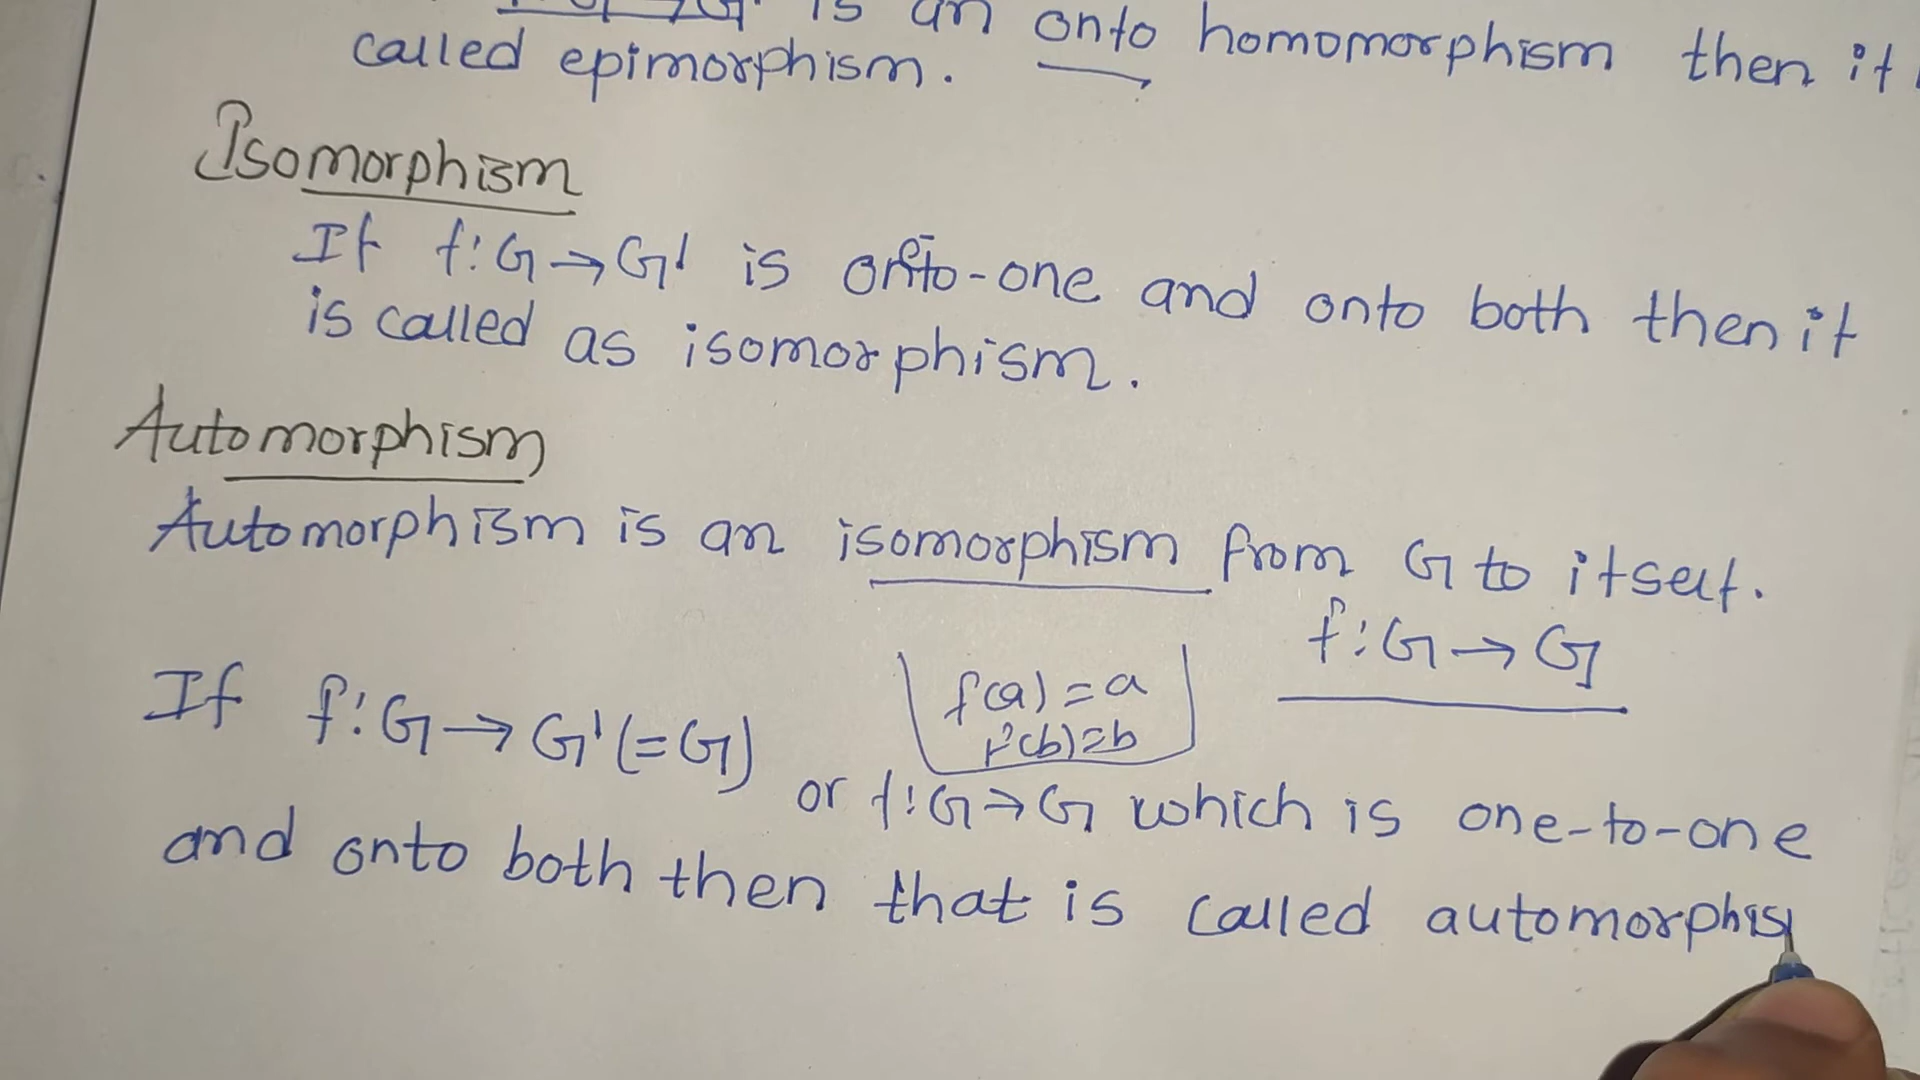 is an onto homomorphism then it
called epimorphism.
Isomorphism
If f:G→G' is one-one and onto both then it
is called as isomorphism.
Automorphism
Automorphism is an isomorphism from G to itself.
f:G→G
f(a)=a
f(b)=b
If f:G→G'(=G) or f:G→G which is one-to-one
and onto both then that is called automorphis